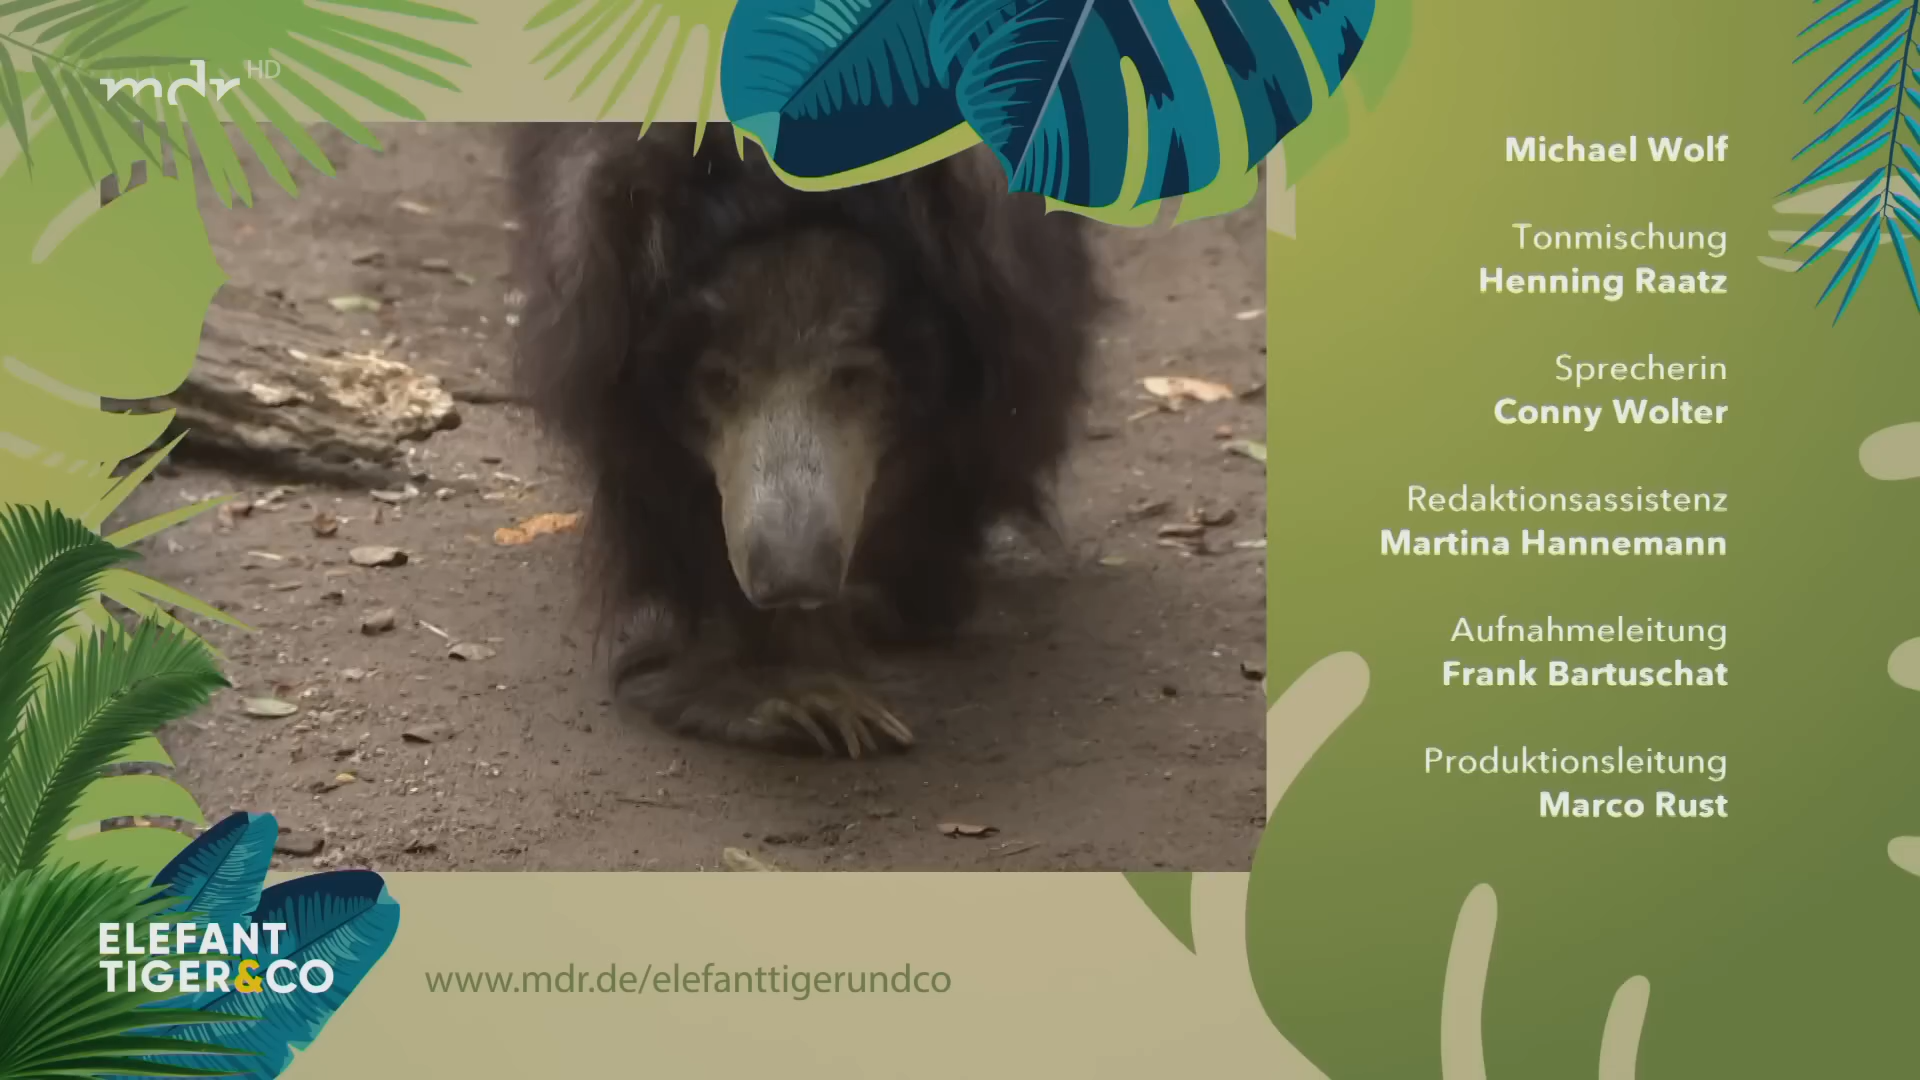 mdr HD
Michael Wolf
Tonmischung
Henning Raatz
Sprecherin
Conny Wolter
Redaktionsassistenz
Martina Hannemann
Aufnahmeleitung
Frank Bartuschat
Produktionsleitung
Marco Rust
ELEFANT
TIGER&CO
www.mdr.de/elefanttigerundco